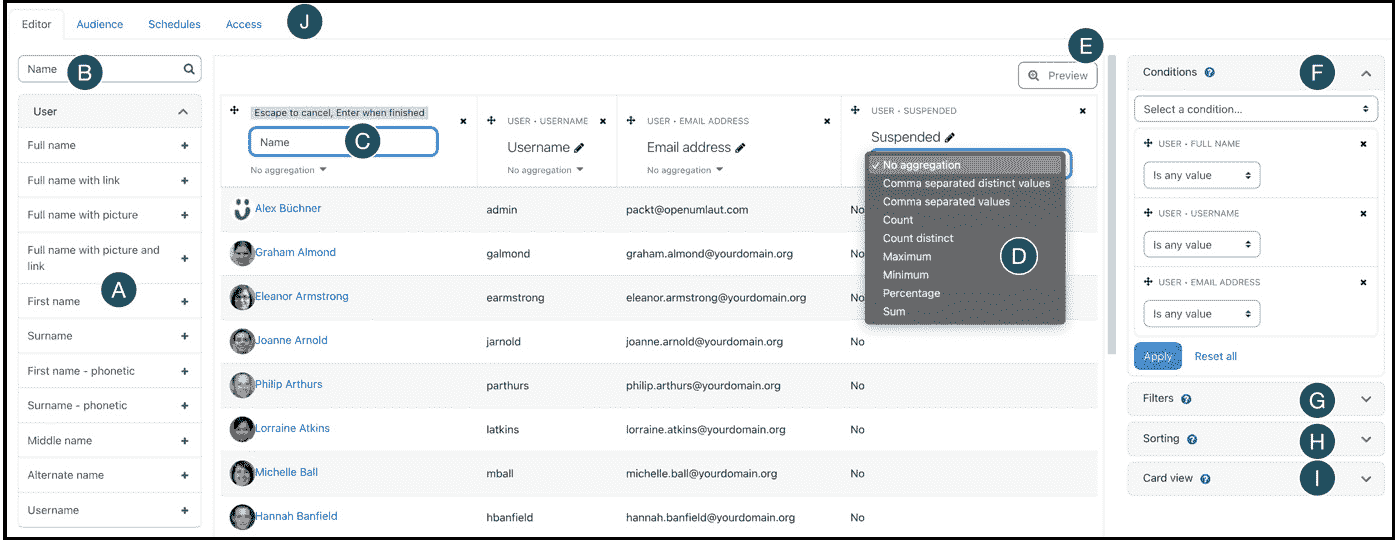 Editor Audience Schedules Access J
E
Name B
Preview
User
Full name +
Full name with link +
Full name with picture +
Full name with picture and
link +
A
First name +
Surname +
First name - phonetic +
Surname - phonetic +
Middle name +
Alternate name +
Username +
Escape to cancel, Enter when finished
Name C
No aggregation
USER • USERNAME
Username
No aggregation
USER • EMAIL ADDRESS
Email address
No aggregation
USER • SUSPENDED
Suspended
✓ No aggregation
Comma separated distinct values
Comma separated values
Count
Count distinct
Maximum
Minimum
Percentage
Sum
D
Alex Büchner admin packt@openumlaut.com No
Graham Almond galmond graham.almond@yourdomain.org No
Eleanor Armstrong earmstrong eleanor.armstrong@yourdomain.org No
Joanne Arnold jarnold joanne.arnold@yourdomain.org No
Philip Arthurs parthurs philip.arthurs@yourdomain.org No
Lorraine Atkins latkins lorraine.atkins@yourdomain.org No
Michelle Ball mball michelle.ball@yourdomain.org No
Hannah Banfield hbanfield hannah.banfield@yourdomain.org No
Conditions ? F
Select a condition...
USER • FULL NAME
Is any value
USER • USERNAME
Is any value
USER • EMAIL ADDRESS
Is any value
Apply Reset all
Filters ? G
Sorting ? H
Card view ? I